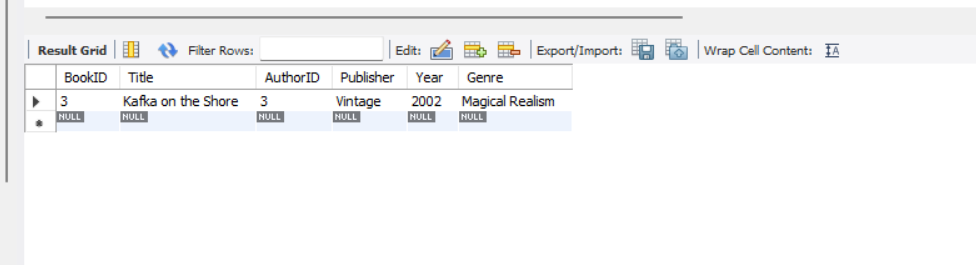 Result Grid Filter Rows: Edit: Export/Import: Wrap Cell Content: IA
BookID Title AuthorID Publisher Year Genre
3 Kafka on the Shore 3 Vintage 2002 Magical Realism
NULL NULL NULL NULL NULL NULL